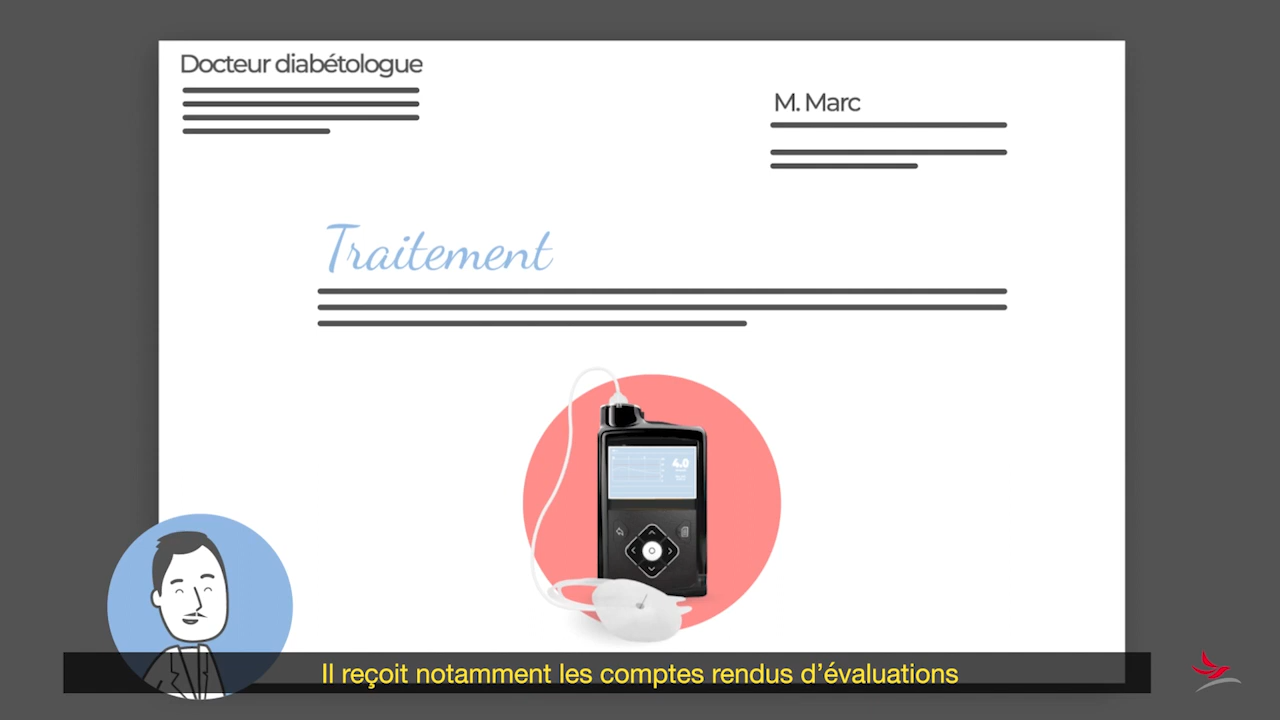 Docteur diabétologue
M. Marc
Traitement
4.0
Il reçoit notamment les comptes rendus d’évaluations